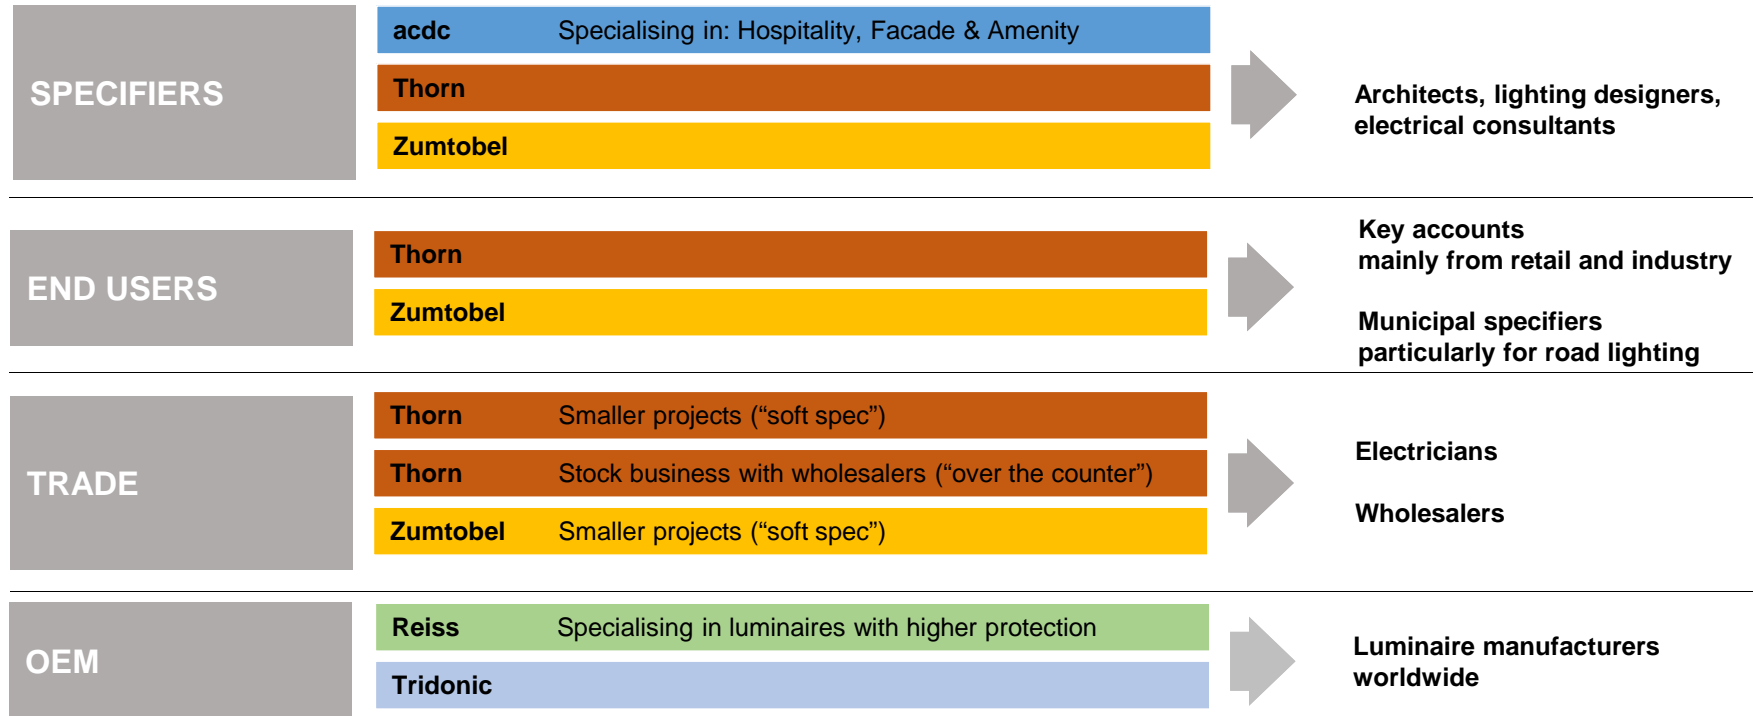 SPECIFIERS
acdc Specialising in: Hospitality, Facade & Amenity
Thorn
Zumtobel
Architects, lighting designers,
electrical consultants
END USERS
Thorn
Zumtobel
Key accounts
mainly from retail and industry
Municipal specifiers
particularly for road lighting
TRADE
Thorn Smaller projects (“soft spec”)
Thorn Stock business with wholesalers (“over the counter”)
Zumtobel Smaller projects (“soft spec”)
Electricians
Wholesalers
OEM
Reiss Specialising in luminaires with higher protection
Tridonic
Luminaire manufacturers
worldwide